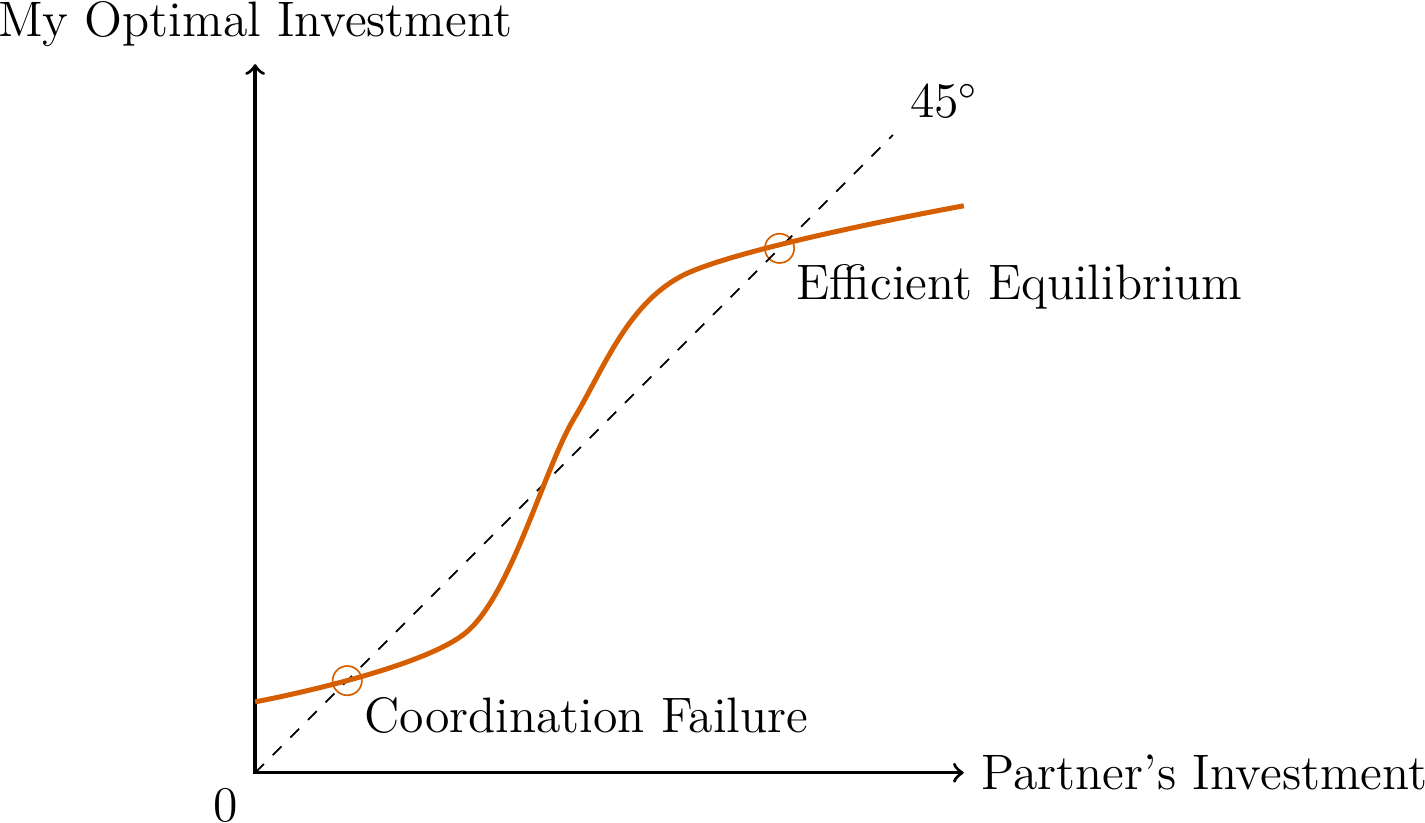 My Optimal Investment
45°
Efficient Equilibrium
Coordination Failure
Partner's Investment
0